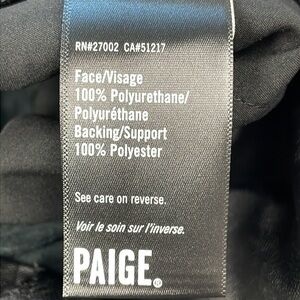 RN#27002 CA#51217
Face/Visage
100% Polyurethane/
Polyuréthane
Backing/Support
100% Polyester
See care on reverse.
Voir le soin sur l'inverse.
PAIGE.®